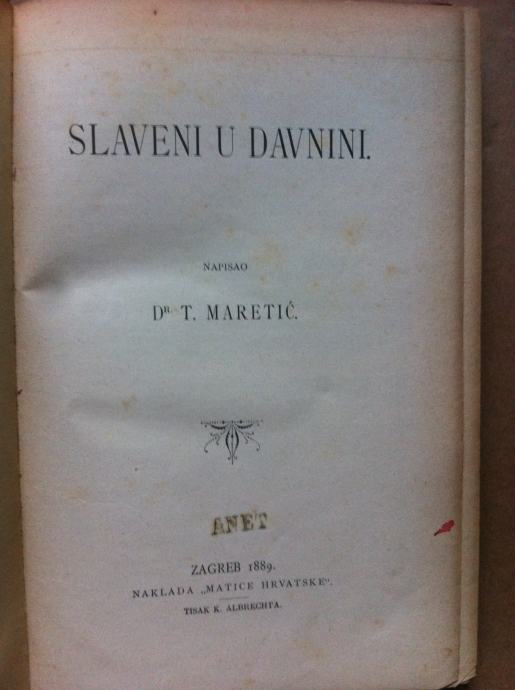 SLAVENI U DAVNINI.
NAPISAO
DR. T. MARETIĆ.
ANET
ZAGREB 1889.
NAKLADA „MATICE HRVATSKE“.
TISAK K. ALBRECHTA.